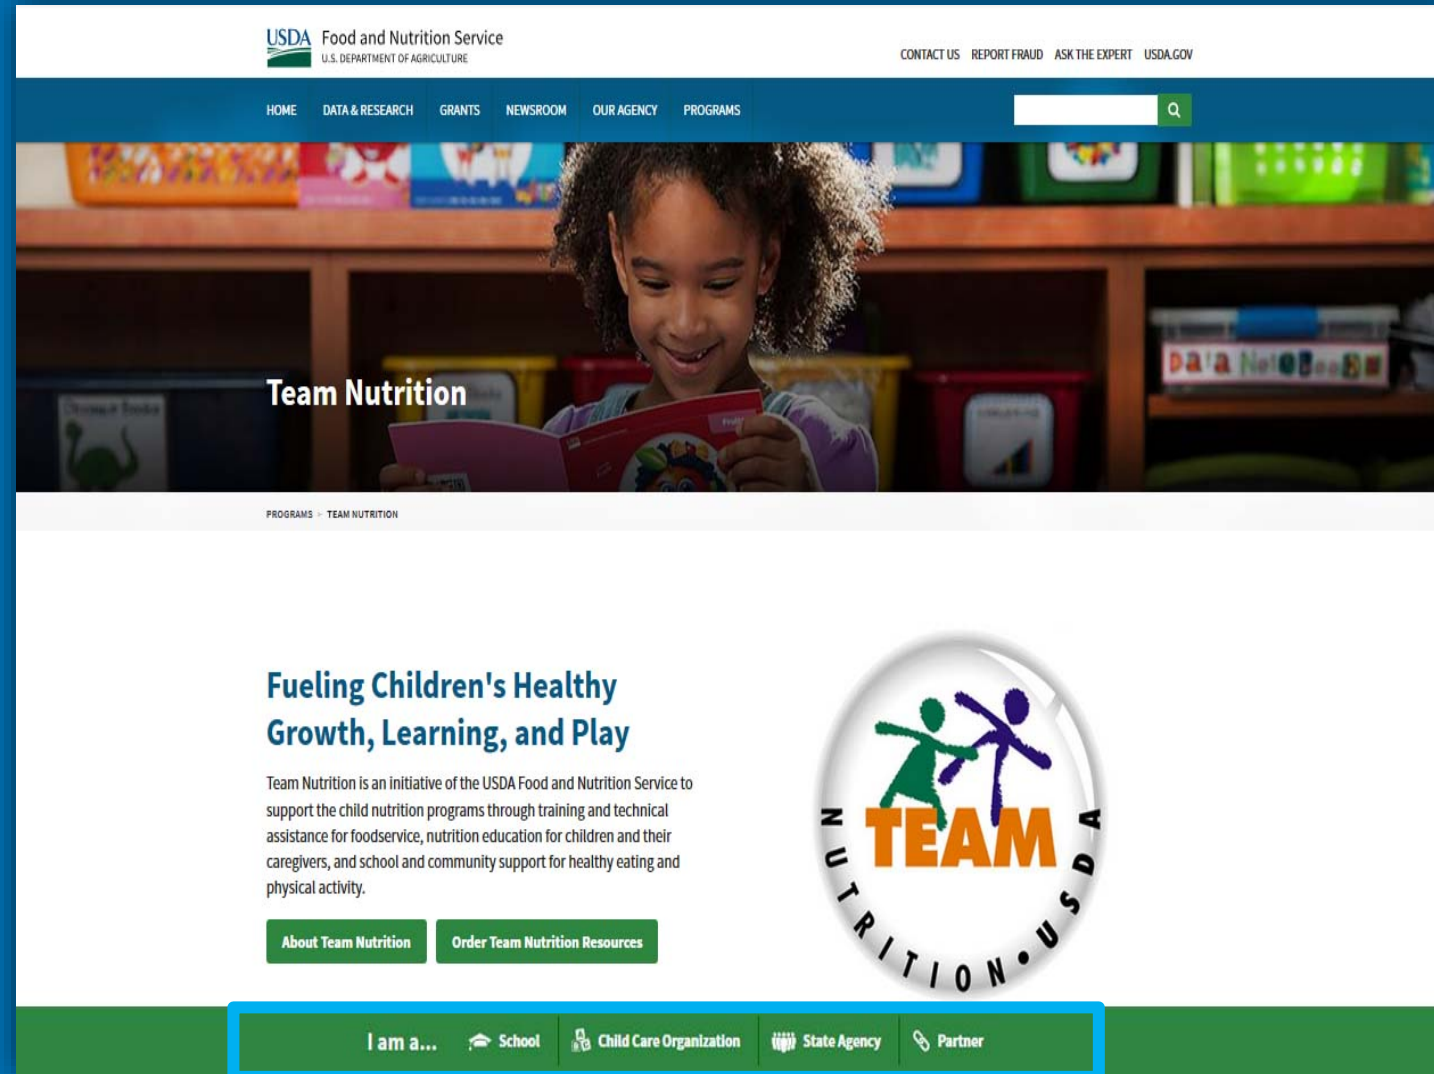 USDA Food and Nutrition Service
U.S. DEPARTMENT OF AGRICULTURE
CONTACT US REPORT FRAUD ASK THE EXPERT USDA.GOV
HOME DATA & RESEARCH GRANTS NEWSROOM OUR AGENCY PROGRAMS
Data Notebooks
Team Nutrition
PROGRAMS > TEAM NUTRITION
Fueling Children's Healthy
Growth, Learning, and Play
Team Nutrition is an initiative of the USDA Food and Nutrition Service to
support the child nutrition programs through training and technical
assistance for foodservice, nutrition education for children and their
caregivers, and school and community support for healthy eating and
physical activity.
About Team Nutrition Order Team Nutrition Resources
TEAM
NUTRITION • USDA
I am a... School Child Care Organization State Agency Partner